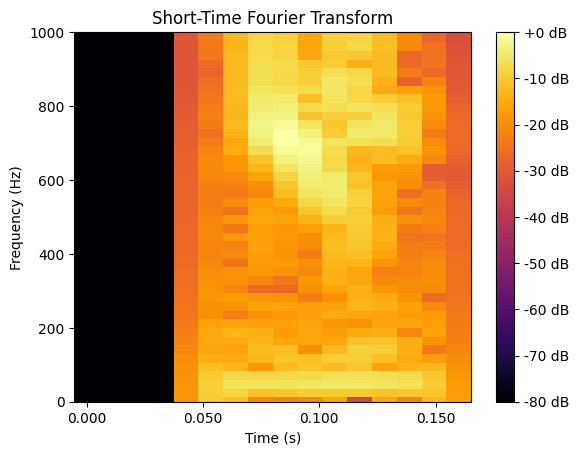 Short-Time Fourier Transform
1000
800
600
400
200
0
Frequency (Hz)
0.000
0.050
0.100
0.150
Time (s)
+0 dB
-10 dB
-20 dB
-30 dB
-40 dB
-50 dB
-60 dB
-70 dB
-80 dB